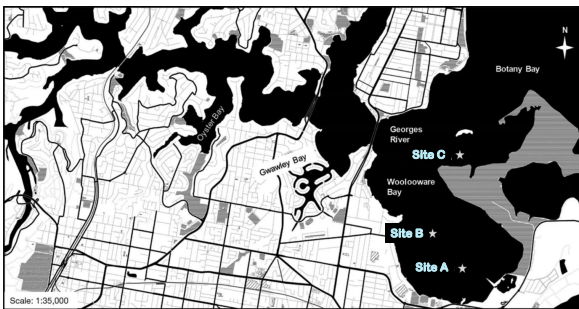 N
Botany Bay
Oyster Bay
Georges
River
Site C
Gwawley Bay
Woolooware
Bay
Site B
Site A
Scale: 1:35,000